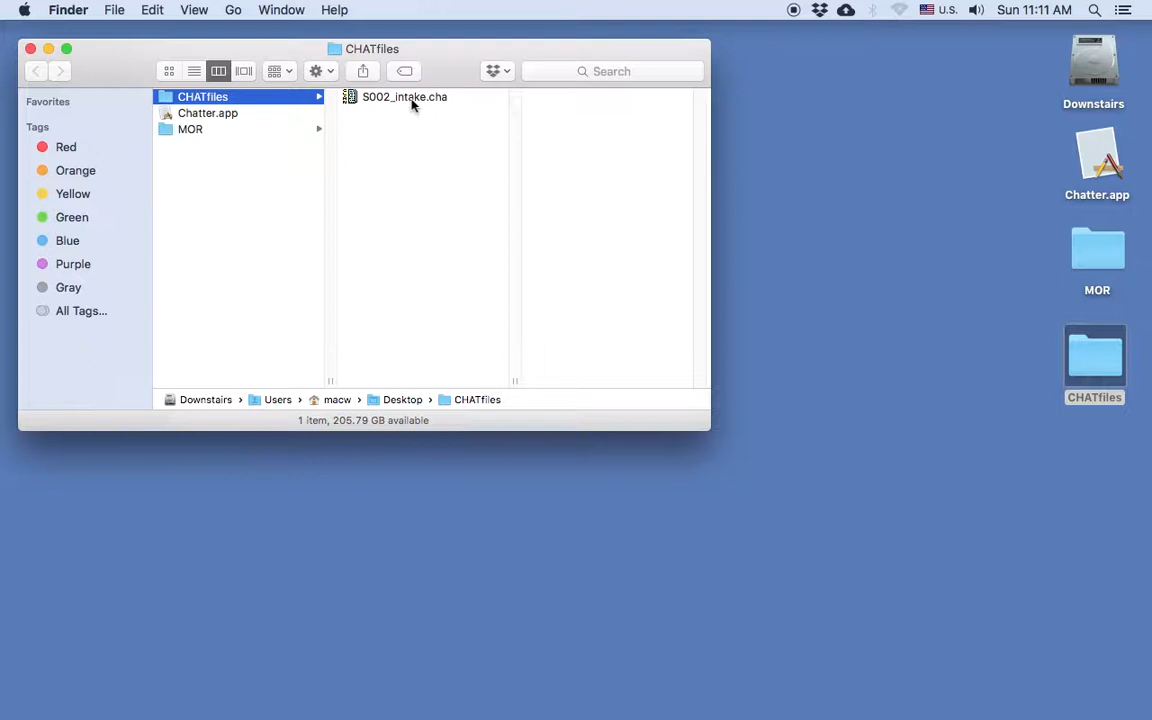 Finder File Edit View Go Window Help U.S. Sun 11:11 AM
CHATfiles
Search
Favorites
Tags
Red
Orange
Yellow
Green
Blue
Purple
Gray
All Tags...
CHATfiles
Chatter.app
MOR
S002_intake.cha
Downstairs › Users › macw › Desktop › CHATfiles
1 item, 205.79 GB available
Downstairs
Chatter.app
MOR
CHATfiles